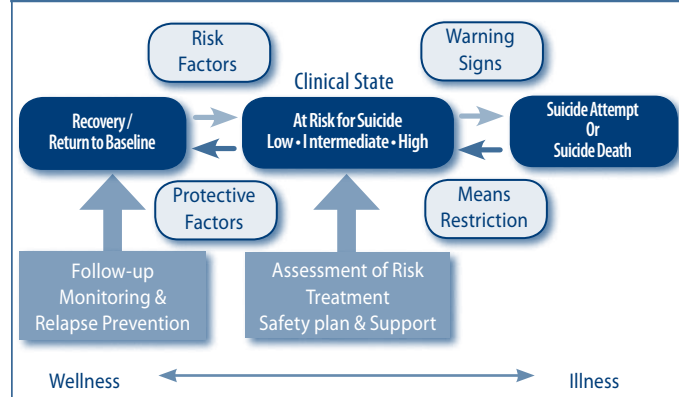 Risk
Factors
Warning
Signs
Clinical State
Recovery /
Return to Baseline
At Risk for Suicide
Low • Intermediate • High
Suicide Attempt
Or
Suicide Death
Protective
Factors
Means
Restriction
Follow-up
Monitoring &
Relapse Prevention
Assessment of Risk
Treatment
Safety plan & Support
Wellness
Illness